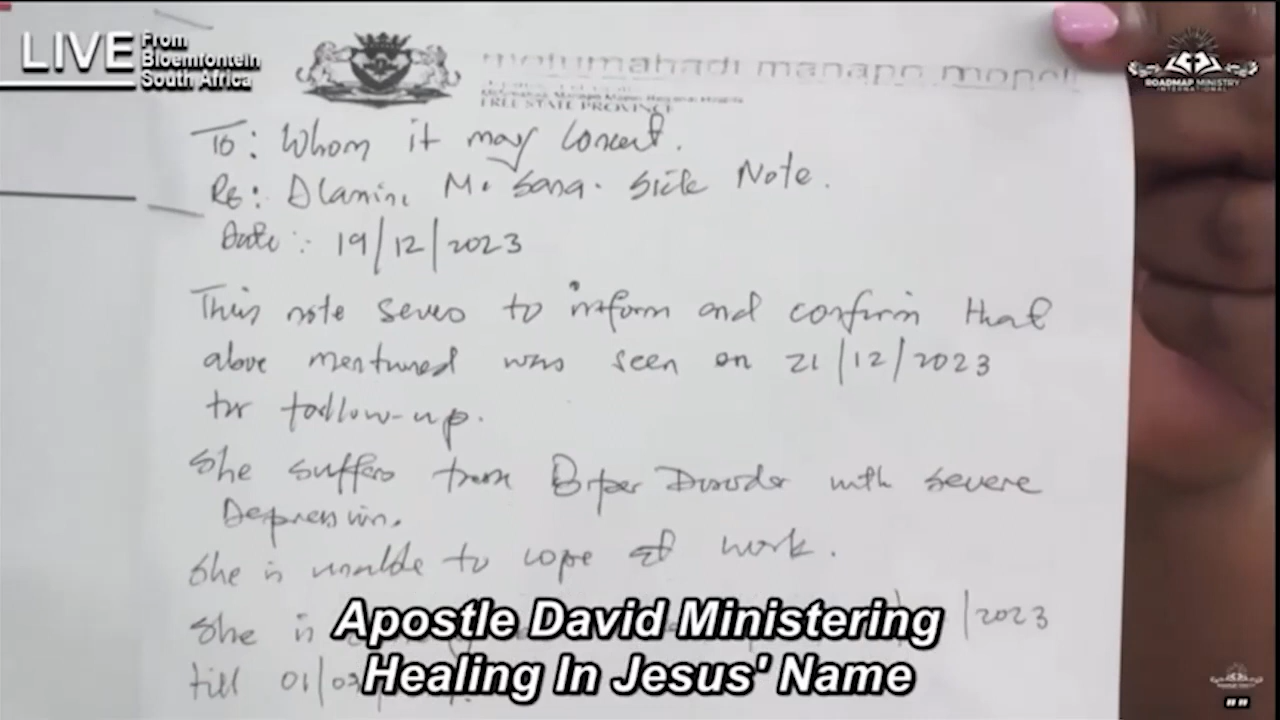 LIVE From Bloemfontein South Africa
mofumahadi manapo mopeli
FREE STATE PROVINCE
ROADMAP MINISTRY
INTERNATIONAL
To: Whom it may
Re: Dlamini M. Sana. Sick Note.
Date: 19/12/2023
This note to inform and confirm that
above mentioned was seen on 21/12/2023
for follow-up.
She suffers from Disorder with severe
Depression.
She is unable to cope at work.
She is /2023
till 01/03
Apostle David Ministering
Healing In Jesus' Name